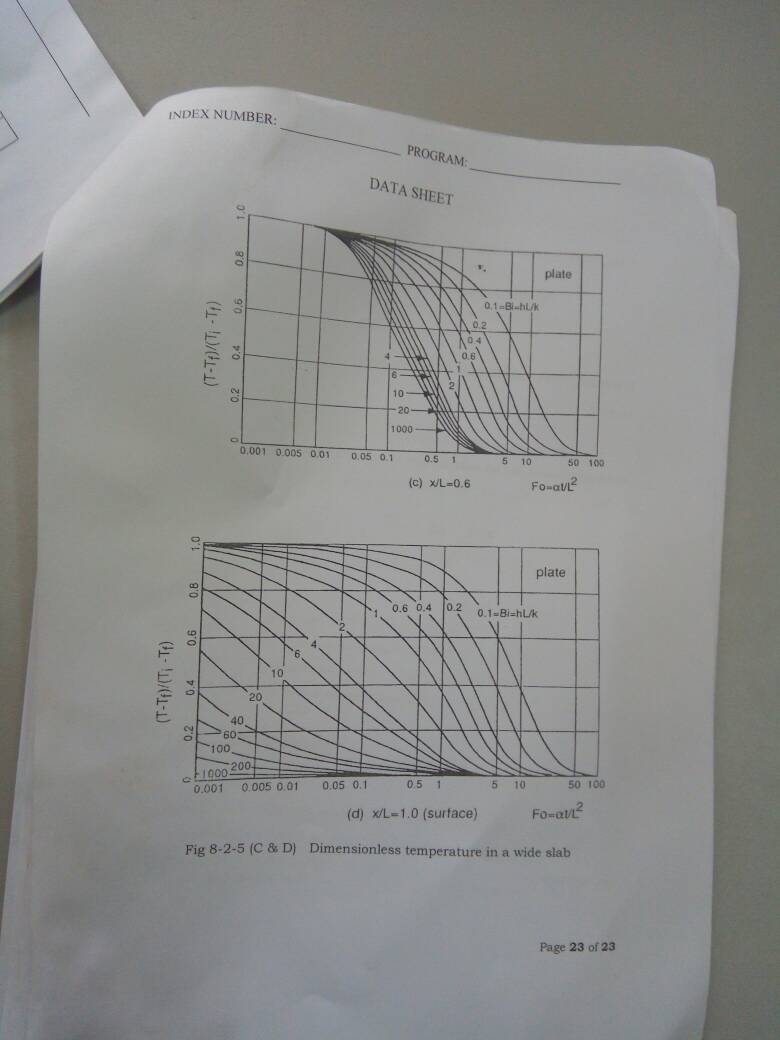 INDEX NUMBER:
PROGRAM:
DATA SHEET
1.0
0.8
0.6
0.4
0.2
0
(T-Tf)/(Ti -Tf)
plate
0.1=Bi=hL/k
0.2
0.4
0.6
1
2
4
6
10
20
1000
0.001 0.005 0.01 0.05 0.1 0.5 1 5 10 50 100
(c) x/L=0.6 Fo=αt/L²
1.0
0.8
0.6
0.4
0.2
0
(T-Tf)/(Ti -Tf)
plate
0.6 0.4 0.2 0.1=Bi=hL/k
1
2
4
6
10
20
40
60
100
200
1000
0.001 0.005 0.01 0.05 0.1 0.5 1 5 10 50 100
(d) x/L=1.0 (surface) Fo=αt/L²
Fig 8-2-5 (C & D) Dimensionless temperature in a wide slab
Page 23 of 23